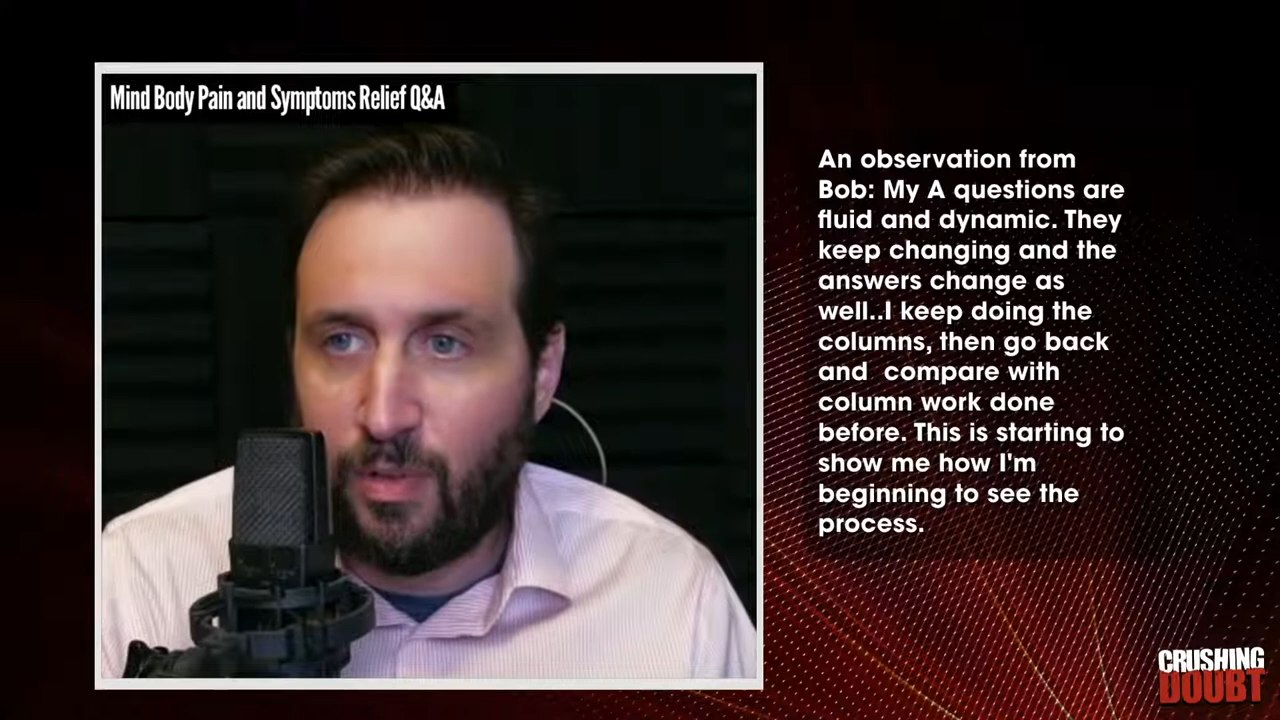 Mind Body Pain and Symptoms Relief Q&A
An observation from
Bob: My A questions are
fluid and dynamic. They
keep changing and the
answers change as
well..I keep doing the
columns, then go back
and  compare with
column work done
before. This is starting to
show me how I'm
beginning to see the
process.
CRUSHING
DOUBT